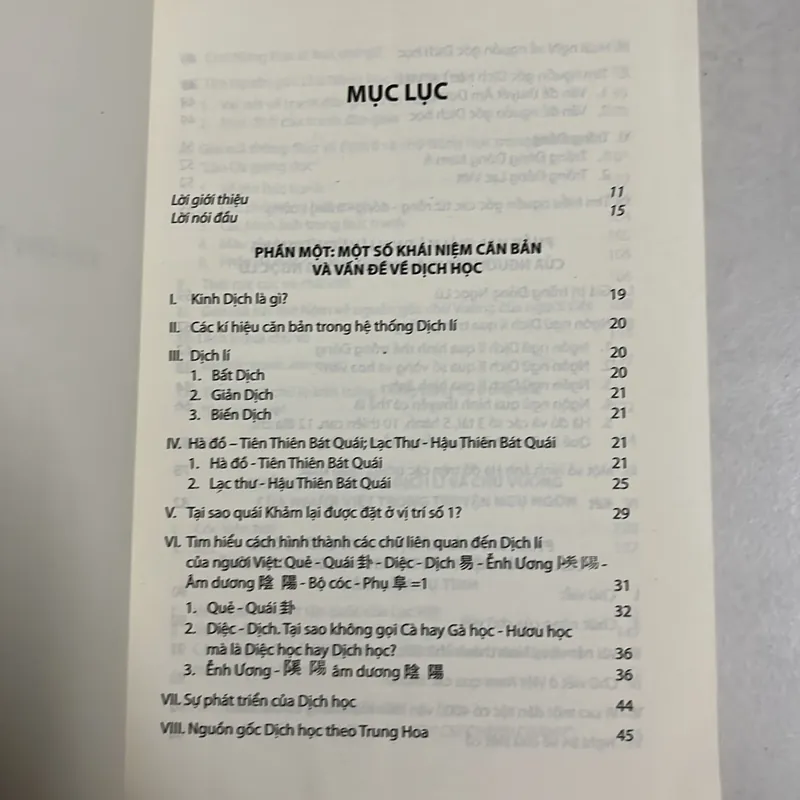 MỤC LỤC
Lời giới thiệu 11
Lời nói đầu 15
PHẦN MỘT: MỘT SỐ KHÁI NIỆM CĂN BẢN
VÀ VẤN ĐỀ VỀ DỊCH HỌC
I. Kinh Dịch là gì? 19
II. Các kí hiệu căn bản trong hệ thống Dịch lí 20
III. Dịch lí 20
1. Bất Dịch 20
2. Giản Dịch 21
3. Biến Dịch 21
IV. Hà đồ – Tiên Thiên Bát Quái; Lạc Thư - Hậu Thiên Bát Quái 21
1. Hà đồ - Tiên Thiên Bát Quái 21
2. Lạc thư - Hậu Thiên Bát Quái 25
V. Tại sao quái Khảm lại được đặt ở vị trí số 1? 29
VI. Tìm hiểu cách hình thành các chữ liên quan đến Dịch lí
của người Việt: Quẻ - Quái 卦 - Diệc - Dịch 易 - Ễnh Ương 陽 -
Âm dương 陰 陽 - Bộ cóc - Phụ 阜 =1 31
1. Quẻ - Quái 卦 32
2. Diệc - Dịch. Tại sao không gọi Cà hay Gà học - Hươu học
mà là Diệc học hay Dịch học? 36
3. Ễnh Ương - 陽 âm dương 陰 陽 36
VII. Sự phát triển của Dịch học 44
VIII. Nguồn gốc Dịch học theo Trung Hoa 45